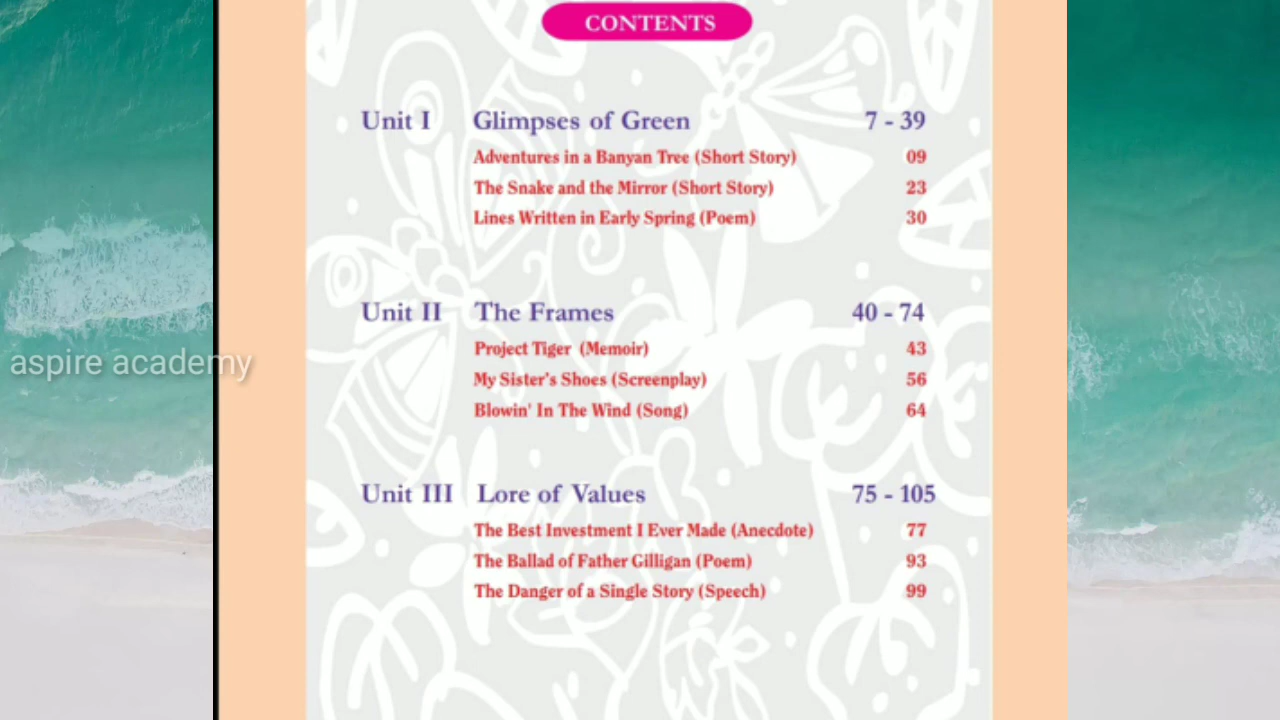 CONTENTS
Unit I Glimpses of Green 7 - 39
Adventures in a Banyan Tree (Short Story) 09
The Snake and the Mirror (Short Story) 23
Lines Written in Early Spring (Poem) 30
Unit II The Frames 40 - 74
Project Tiger (Memoir) 43
aspire academy
My Sister's Shoes (Screenplay) 56
Blowin' In The Wind (Song) 64
Unit III Lore of Values 75 - 105
The Best Investment I Ever Made (Anecdote) 77
The Ballad of Father Gilligan (Poem) 93
The Danger of a Single Story (Speech) 99